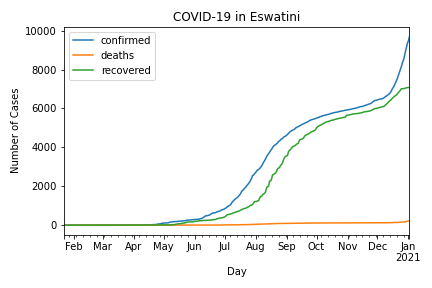 COVID-19 in Eswatini
confirmed
deaths
recovered
Number of Cases
10000
8000
6000
4000
2000
0
Feb Mar Apr May Jun Jul Aug Sep Oct Nov Dec Jan
2021
Day